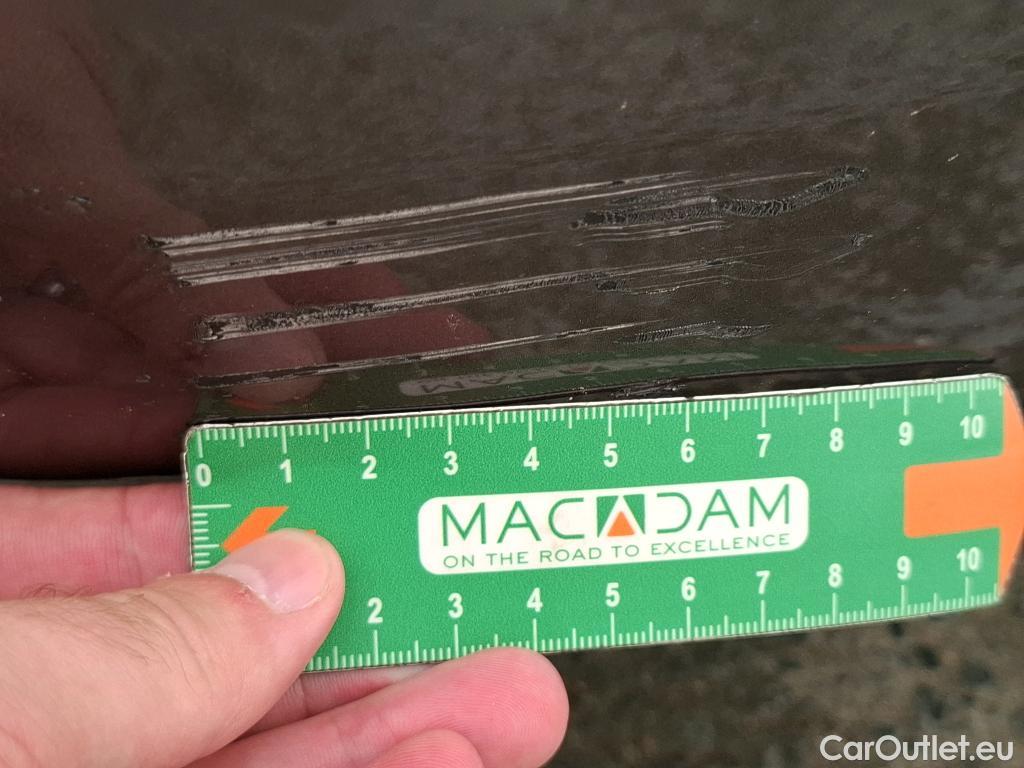 0 1 2 3 4 5 6 7 8 9 10
MACADAM
ON THE ROAD TO EXCELLENCE
2 3 4 5 6 7 8 9 10
CarOutlet.eu